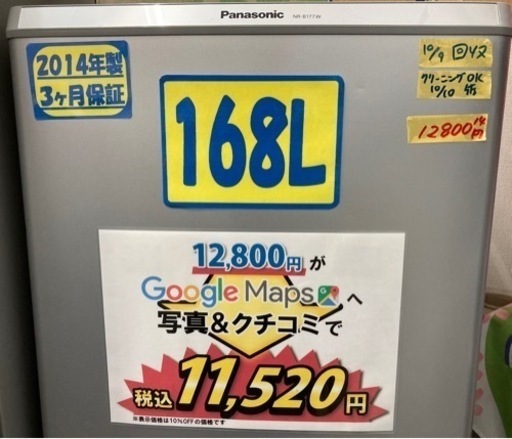 Panasonic NR-B177W
2014年製
3ヶ月保証
168L
10/9 回収
クリーニングOK
10/10
12800円
12,800円が
Google Mapsへ
写真&クチコミで
税込11,520円
※表示価格は10%OFFの価格です